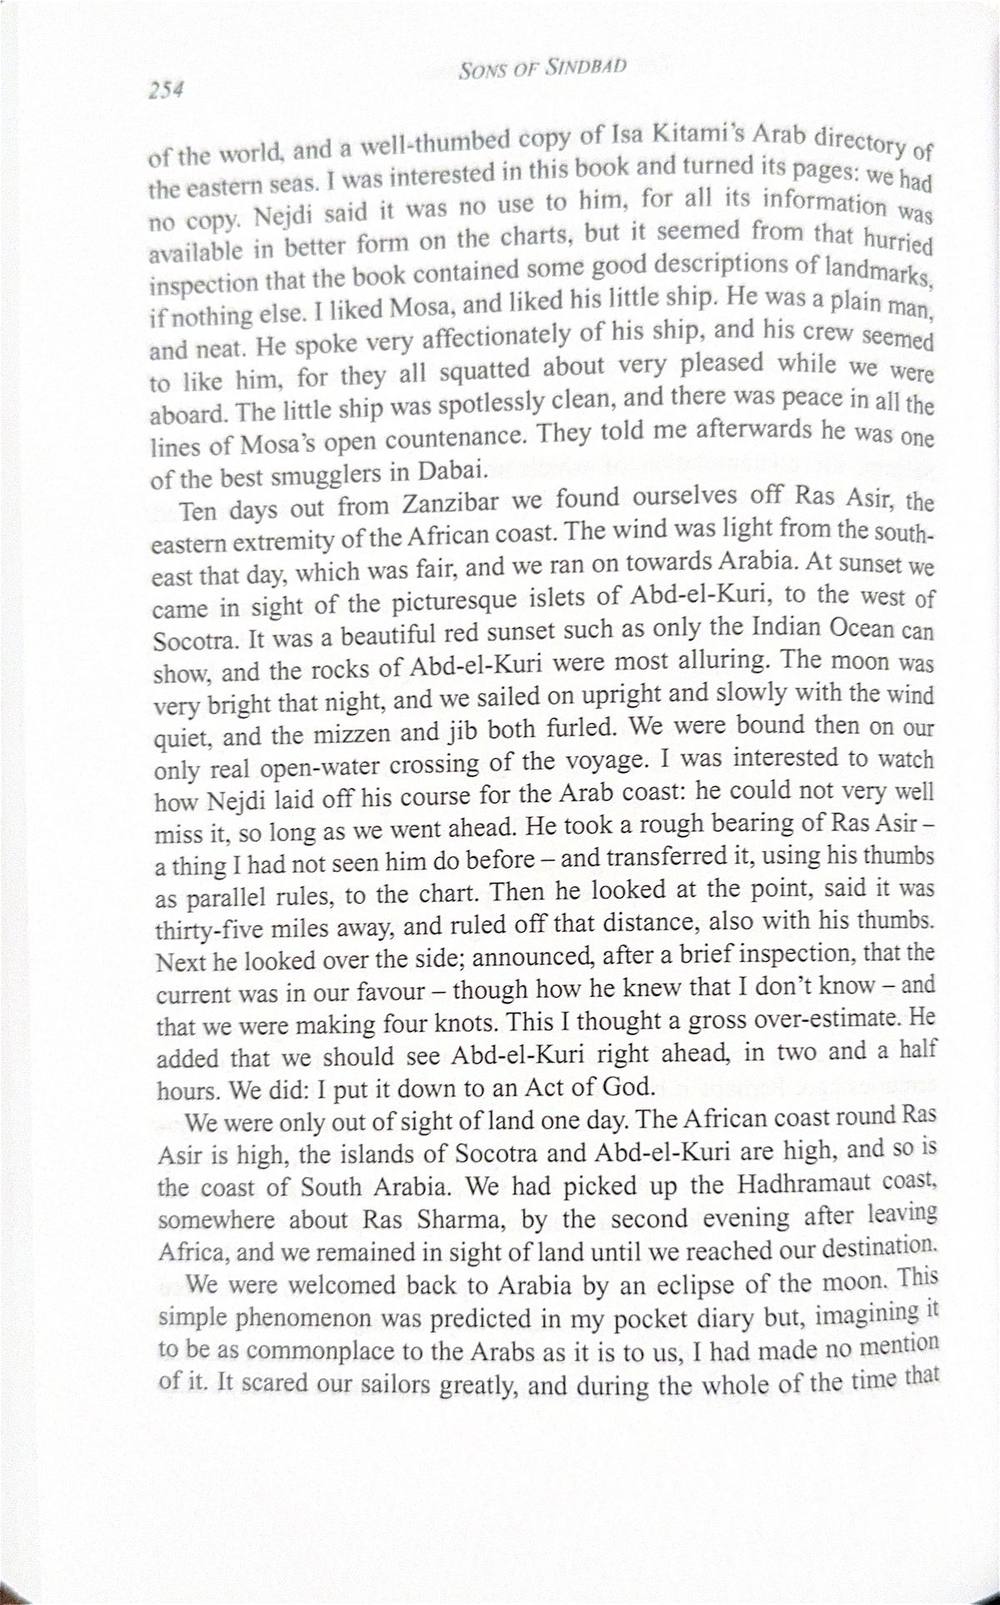 254
SONS OF SINDBAD
of the world, and a well-thumbed copy of Isa Kitami's Arab directory of
the eastern seas. I was interested in this book and turned its pages: we had
no copy. Nejdi said it was no use to him, for all its information was
available in better form on the charts, but it seemed from that hurried
inspection that the book contained some good descriptions of landmarks,
if nothing else. I liked Mosa, and liked his little ship. He was a plain man,
and neat. He spoke very affectionately of his ship, and his crew seemed
to like him, for they all squatted about very pleased while we were
aboard. The little ship was spotlessly clean, and there was peace in all the
lines of Mosa's open countenance. They told me afterwards he was one
of the best smugglers in Dabai.
Ten days out from Zanzibar we found ourselves off Ras Asir, the
eastern extremity of the African coast. The wind was light from the south-
east that day, which was fair, and we ran on towards Arabia. At sunset we
came in sight of the picturesque islets of Abd-el-Kuri, to the west of
Socotra. It was a beautiful red sunset such as only the Indian Ocean can
show, and the rocks of Abd-el-Kuri were most alluring. The moon was
very bright that night, and we sailed on upright and slowly with the wind
quiet, and the mizzen and jib both furled. We were bound then on our
only real open-water crossing of the voyage. I was interested to watch
how Nejdi laid off his course for the Arab coast: he could not very well
miss it, so long as we went ahead. He took a rough bearing of Ras Asir –
a thing I had not seen him do before – and transferred it, using his thumbs
as parallel rules, to the chart. Then he looked at the point, said it was
thirty-five miles away, and ruled off that distance, also with his thumbs.
Next he looked over the side; announced, after a brief inspection, that the
current was in our favour – though how he knew that I don't know – and
that we were making four knots. This I thought a gross over-estimate. He
added that we should see Abd-el-Kuri right ahead, in two and a half
hours. We did: I put it down to an Act of God.
We were only out of sight of land one day. The African coast round Ras
Asir is high, the islands of Socotra and Abd-el-Kuri are high, and so is
the coast of South Arabia. We had picked up the Hadhramaut coast,
somewhere about Ras Sharma, by the second evening after leaving
Africa, and we remained in sight of land until we reached our destination.
We were welcomed back to Arabia by an eclipse of the moon. This
simple phenomenon was predicted in my pocket diary but, imagining it
to be as commonplace to the Arabs as it is to us, I had made no mention
of it. It scared our sailors greatly, and during the whole of the time that